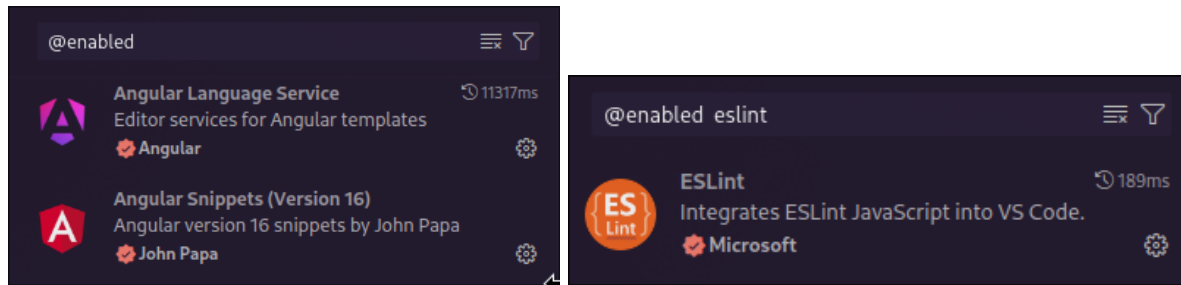 @enabled
Angular Language Service 11317ms
Editor services for Angular templates
Angular
Angular Snippets (Version 16)
Angular version 16 snippets by John Papa
John Papa
@enabled eslint
ESLint 189ms
{ES}
Lint
Integrates ESLint JavaScript into VS Code.
Microsoft